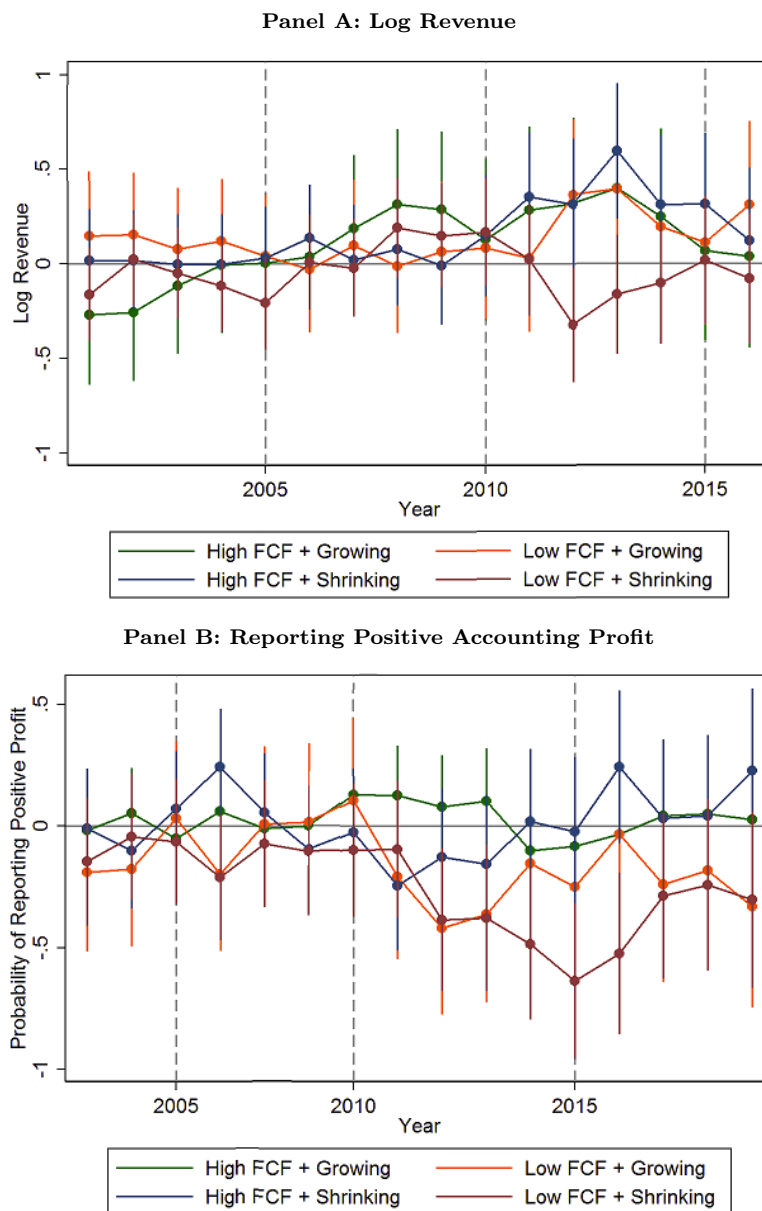 Panel A: Log Revenue
1
.5
0
-.5
-1
Log Revenue
2005
2010
2015
Year
High FCF + Growing
Low FCF + Growing
High FCF + Shrinking
Low FCF + Shrinking
Panel B: Reporting Positive Accounting Profit
.5
0
-.5
-1
Probability of Reporting Positive Profit
2005
2010
2015
Year
High FCF + Growing
Low FCF + Growing
High FCF + Shrinking
Low FCF + Shrinking